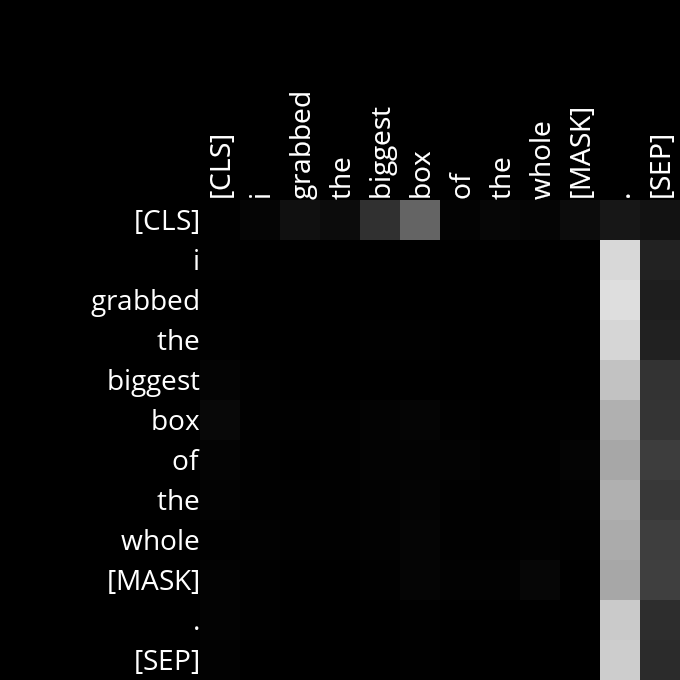 [CLS] i grabbed the biggest box of the whole [MASK] . [SEP]
[CLS]
i
grabbed
the
biggest
box
of
the
whole
[MASK]
.
[SEP]